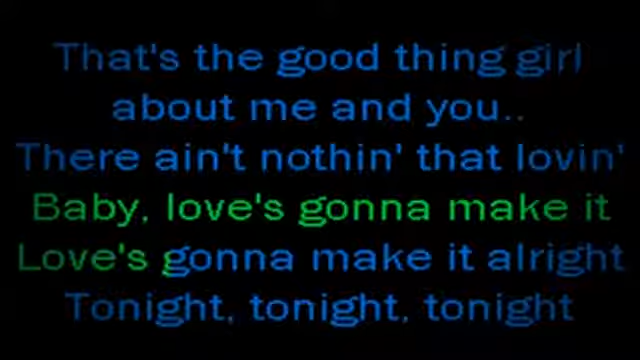 That's the good thing girl
about me and you..
There ain't nothin' that lovin'
Baby, love's gonna make it
Love's gonna make it alright
Tonight, tonight, tonight